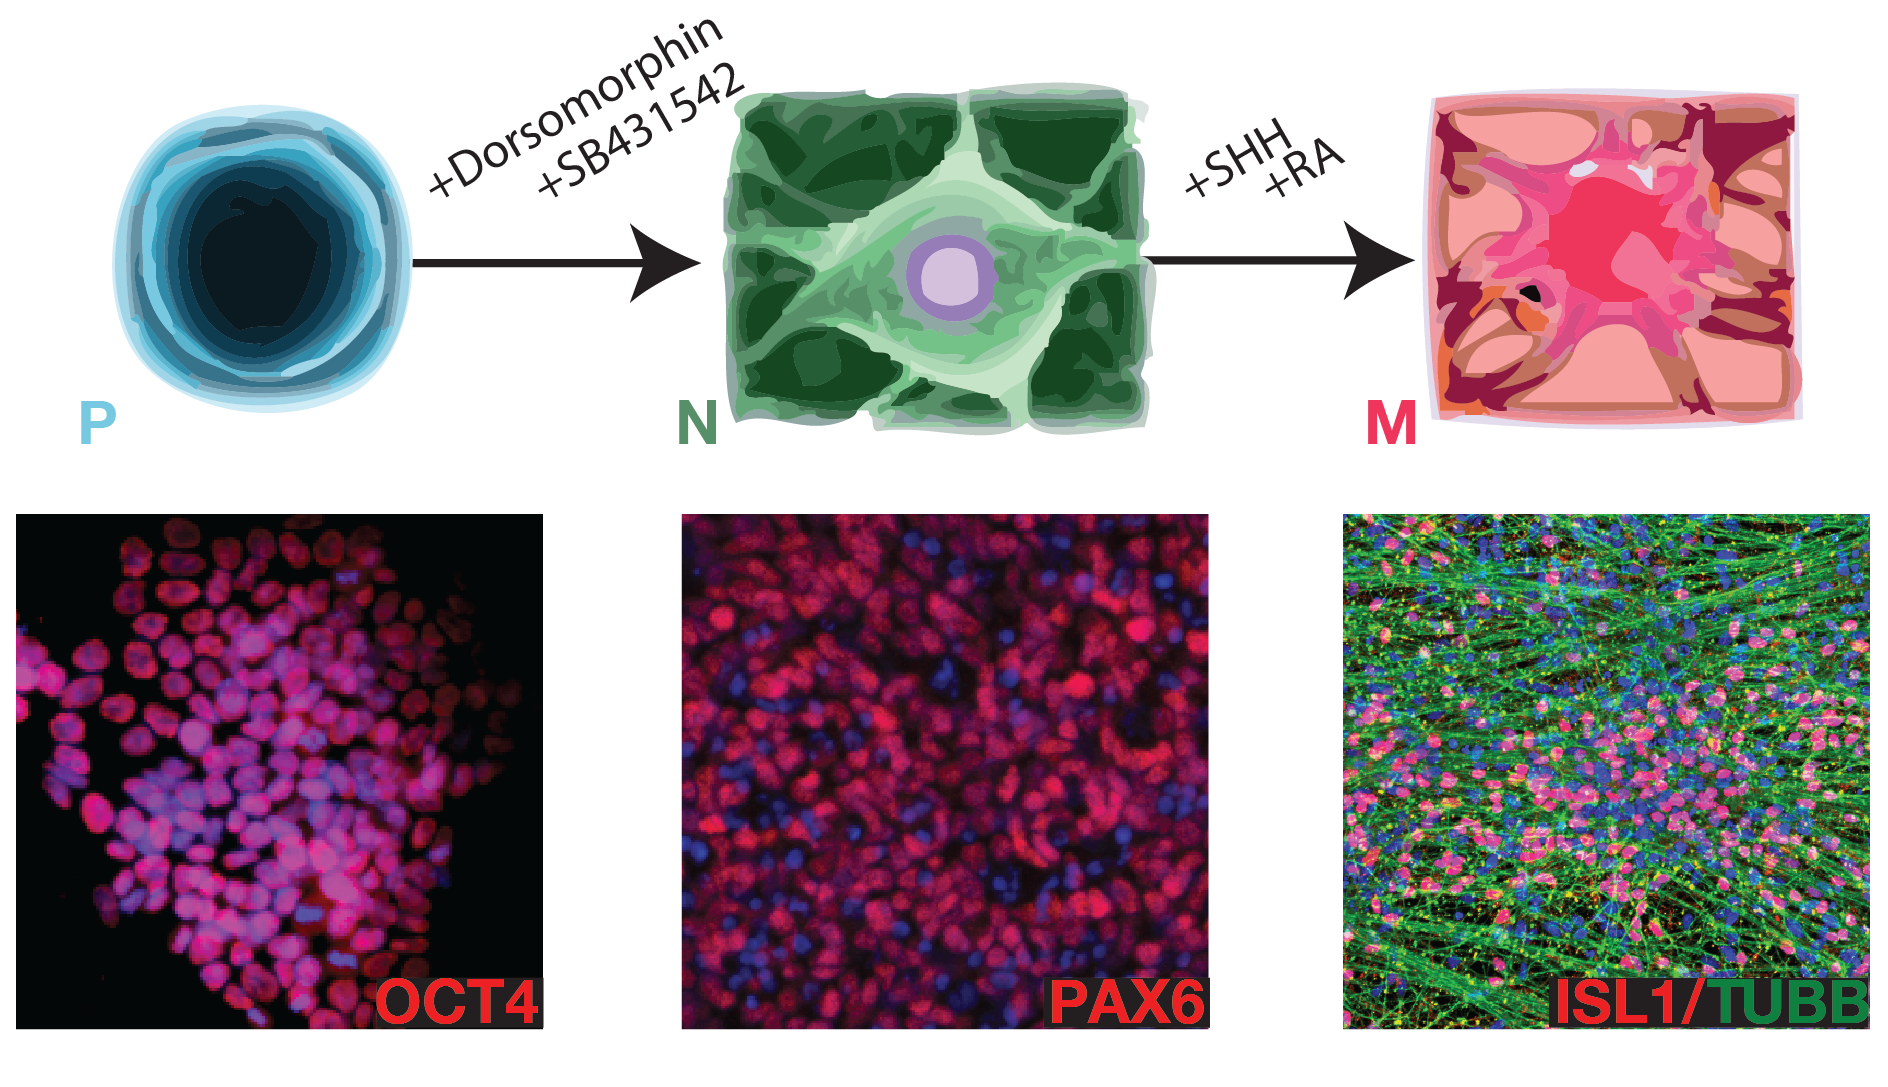 +Dorsomorphin
+SB431542
+SHH
+RA
P
N
M
OCT4
PAX6
ISL1/TUBB